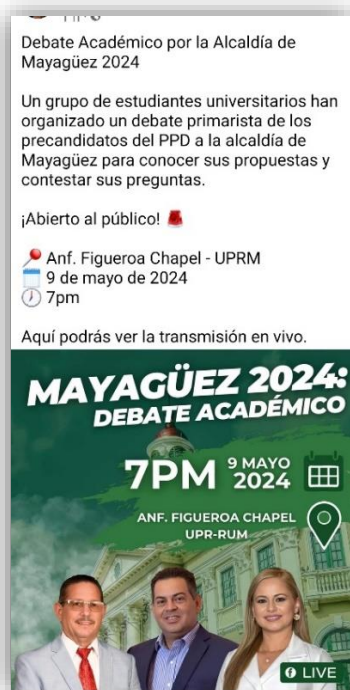 Debate Académico por la Alcaldía de
Mayagüez 2024
Un grupo de estudiantes universitarios han
organizado un debate primarista de los
precandidatos del PPD a la alcaldía de
Mayagüez para conocer sus propuestas y
contestar sus preguntas.
¡Abierto al público!
Anf. Figueroa Chapel - UPRM
9 de mayo de 2024
7pm
Aquí podrás ver la transmisión en vivo.
MAYAGÜEZ 2024:
DEBATE ACADÉMICO
7PM 9 MAYO
2024
ANF. FIGUEROA CHAPEL
UPR-RUM
LIVE